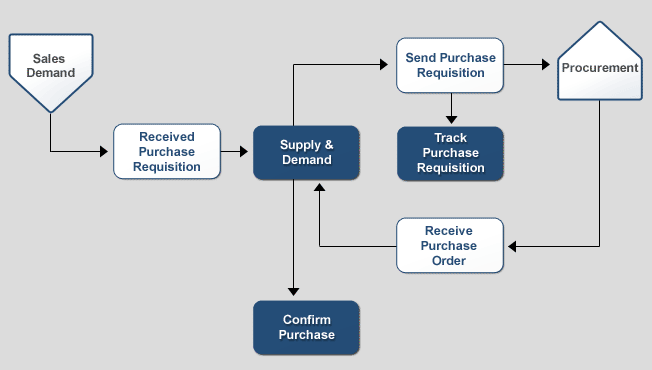 Sales
Demand
Received
Purchase
Requisition
Supply &
Demand
Send Purchase
Requisition
Track
Purchase
Requisition
Procurement
Receive
Purchase
Order
Confirm
Purchase